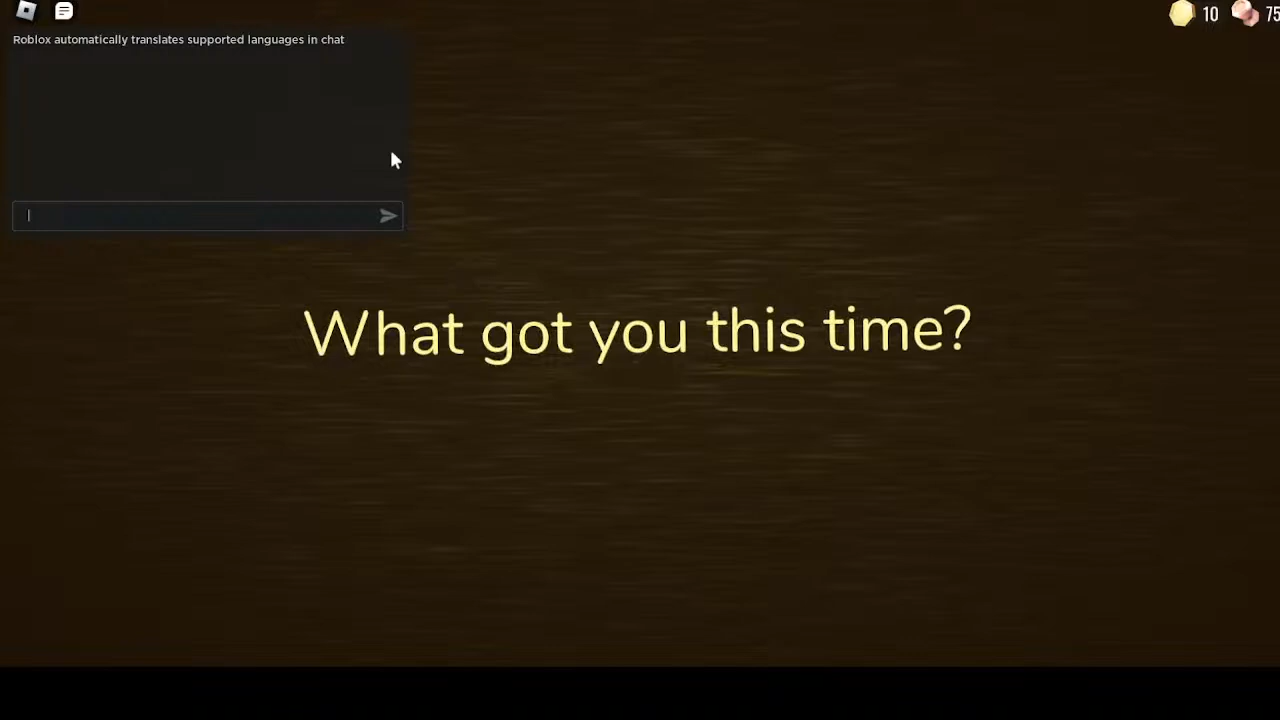 10
75
Roblox automatically translates supported languages in chat
What got you this time?